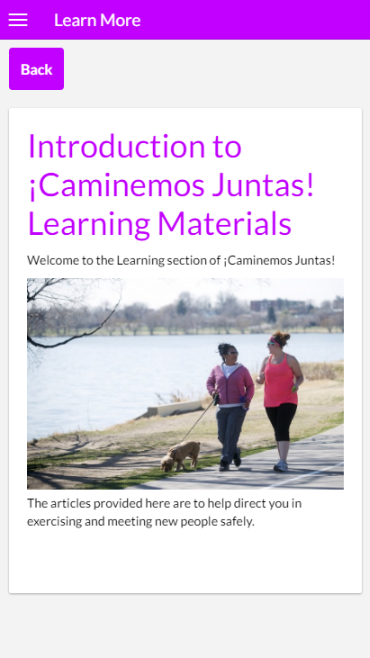 Learn More
Back
Introduction to
¡Caminemos Juntas!
Learning Materials
Welcome to the Learning section of ¡Caminemos Juntas!
The articles provided here are to help direct you in
exercising and meeting new people safely.